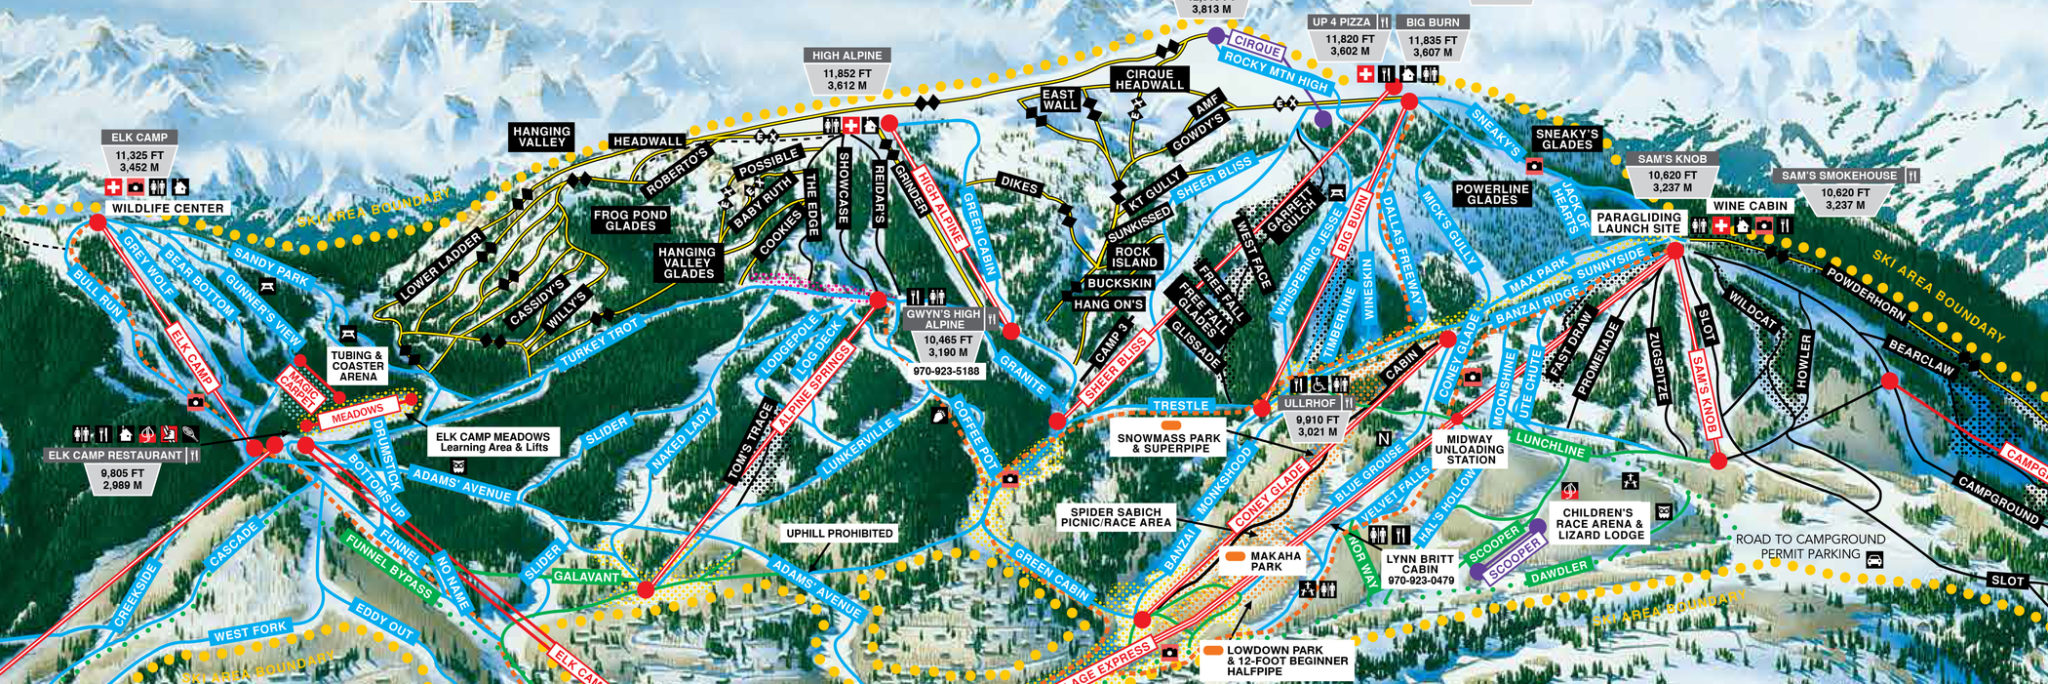 3,813 M
UP 4 PIZZA
11,820 FT
3,602 M
BIG BURN
11,835 FT
3,607 M
CIRQUE
ROCKY MTN HIGH
HIGH ALPINE
11,852 FT
3,612 M
CIRQUE
HEADWALL
EAST
WALL
AMF
GOWDY'S
EX
EX
EX
SNEAKY'S
SNEAKY'S
GLADES
ELK CAMP
11,325 FT
3,452 M
WILDLIFE CENTER
HANGING
VALLEY
HEADWALL
ROBERTO'S
POSSIBLE
EX
EX
BABY RUTH
COOKIES
THE EDGE
SHOWCASE
REIDAR'S
GRINDER
HIGH ALPINE
GREEN CABIN
DIKES
KT GULLY
SUNKISSED
SHEER BLISS
ROCK
ISLAND
BUCKSKIN
HANG ON'S
CAMP 3
SHEER BLISS
GARRETT
GULCH
EX
WEST FACE
FREE FALL
FREE FALL
GLADES
GLISSADE
WHISPERING JESSE
BIG BURN
TIMBERLINE
WINESKIN
DALLAS FREEWAY
MICK'S GULLY
POWERLINE
GLADES
JACK OF
HEARTS
SAM'S KNOB
10,620 FT
3,237 M
WINE CABIN
PARAGLIDING
LAUNCH SITE
SAM'S SMOKEHOUSE
10,620 FT
3,237 M
SKI AREA BOUNDARY
SKI AREA BOUNDARY
FROG POND
GLADES
HANGING
VALLEY
GLADES
LOWER LADDER
CASSIDY'S
WILLY'S
BULL RUN
GREY WOLF
BEAR BOTTOM
GUNNER'S VIEW
SANDY PARK
ELK CAMP
TURKEY TROT
TUBING &
COASTER
ARENA
MAGIC
CARPET
MEADOWS
ELK CAMP MEADOWS
Learning Area & Lifts
ELK CAMP RESTAURANT
9,805 FT
2,989 M
GWYN'S HIGH
ALPINE
10,465 FT
3,190 M
970-923-5188
LODGEPOLE
LOG DECK
ALPINE SPRINGS
NAKED LADY
TOM'S TRACE
LUNKERVILLE
SLIDER
COFFEE POT
GRANITE
TRESTLE
ULLRHOF
9,910 FT
3,021 M
SNOWMASS PARK
& SUPERPIPE
CABIN
CONEY GLADE
MAX PARK
BANZAI RIDGE
SUNNYSIDE
MOONSHINE
UTE CHUTE
FAST DRAW
PROMENADE
ZUGSPITZE
SLOT
SAM'S KNOB
WILDCAT
HOWLER
POWDERHORN
BEARCLAW
CAMPGROUND
CAMPG
SLOT
MIDWAY
UNLOADING
STATION
LUNCHLINE
N
MONKSHOOD
BANZAI
CONEY GLADE
BLUE GROUSE
VELVET FALLS
HAL'S HOLLOW
SPIDER SABICH
PICNIC/RACE AREA
MAKAHA
PARK
NOR WAY
LYNN BRITT
CABIN
970-923-0479
SCOOPER
SCOOPER
CHILDREN'S
RACE ARENA &
LIZARD LODGE
DAWDLER
ROAD TO CAMPGROUND
PERMIT PARKING
SKI AREA BOUNDARY
DRUMSTICK
BOTTOMS UP
ADAMS' AVENUE
UPHILL PROHIBITED
ADAMS' AVENUE
GALAVANT
SLIDER
GREEN CABIN
CASCADE
CREEKSIDE
FUNNEL
FUNNEL BYPASS
NO NAME
WEST FORK
EDDY OUT
ELK CAM
SKI AREA BOUNDARY
LAGE EXPRESS
LOWDOWN PARK
& 12-FOOT BEGINNER
HALFPIPE